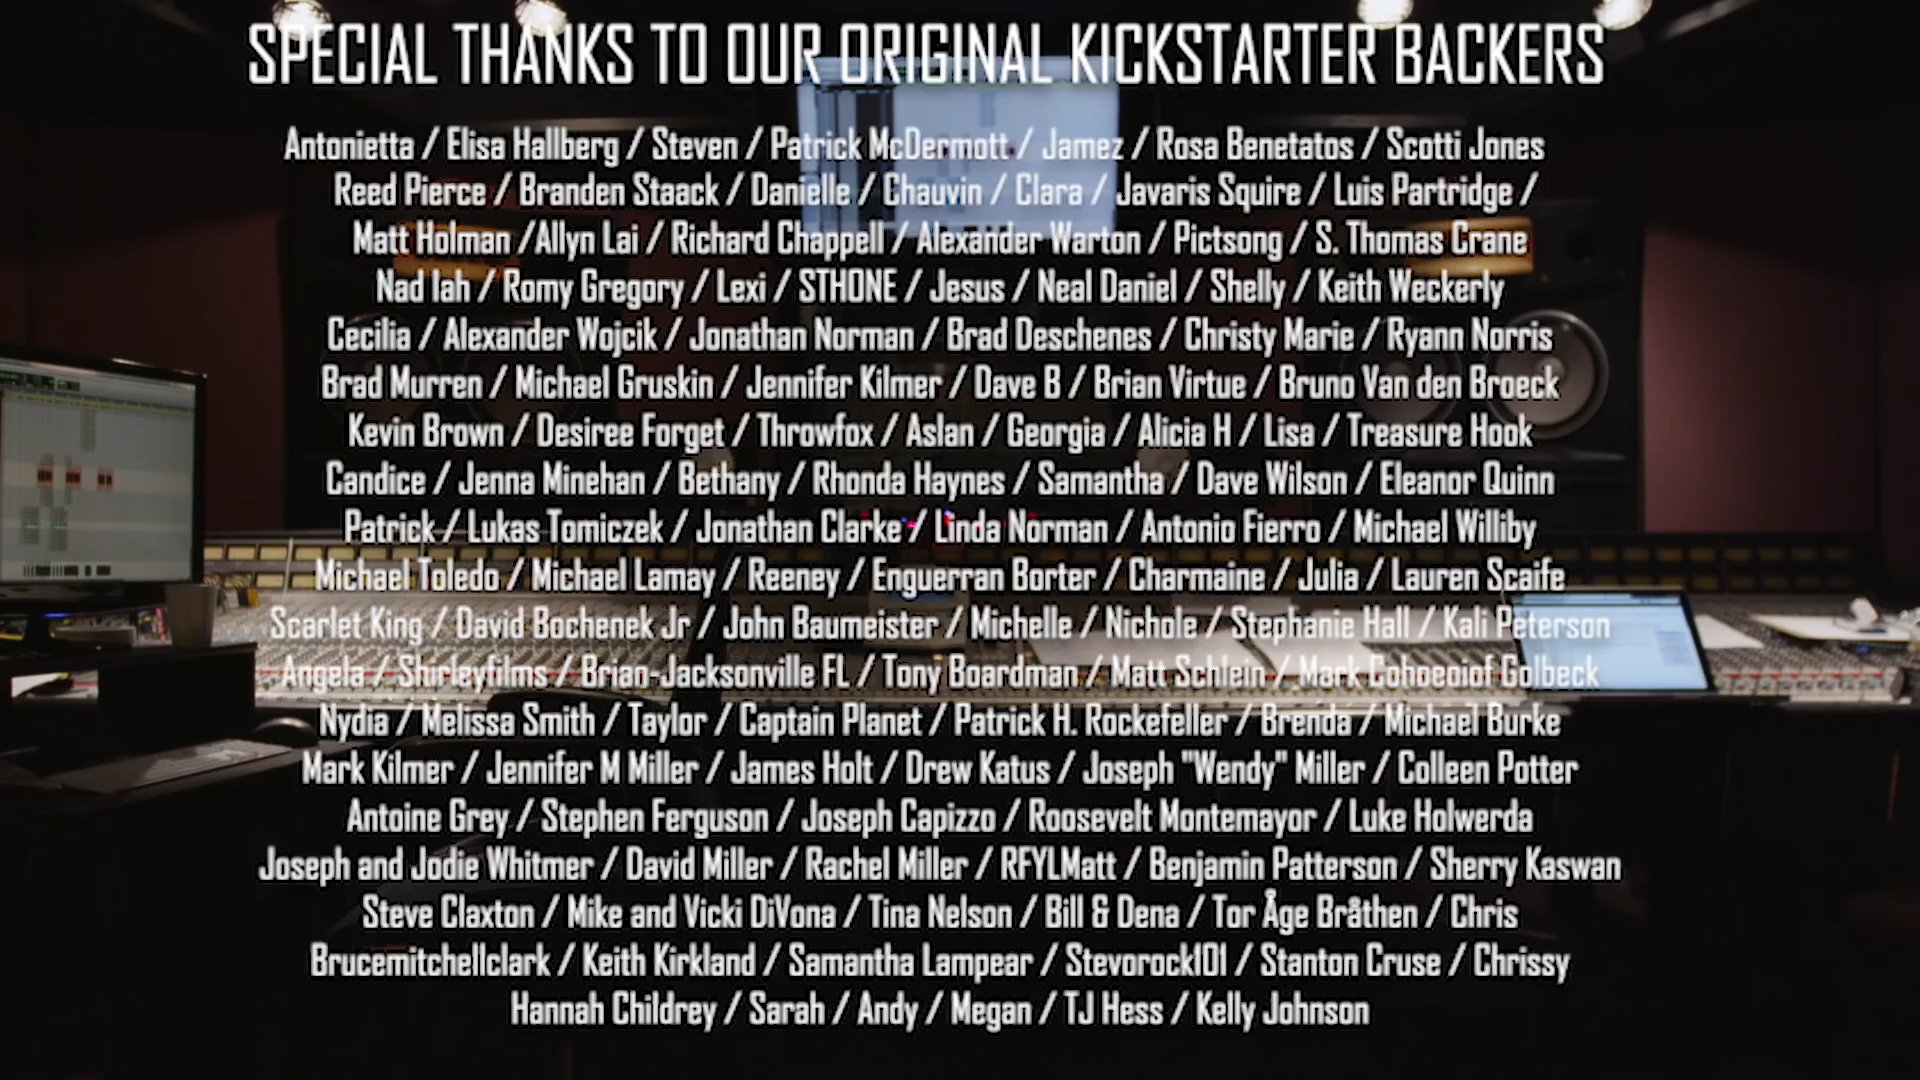 SPECIAL THANKS TO OUR ORIGINAL KICKSTARTER BACKERS
Antonietta / Elisa Hallberg / Steven / Patrick McDermott / Jamez / Rosa Benetatos / Scotti Jones
Reed Pierce / Branden Staack / Danielle / Chauvin / Clara / Javaris Squire / Luis Partridge /
Matt Holman /Allyn Lai / Richard Chappell / Alexander Warton / Pictsong / S. Thomas Crane
Nad Iah / Romy Gregory / Lexi / STHONE / Jesus / Neal Daniel / Shelly / Keith Weckerly
Cecilia / Alexander Wojcik / Jonathan Norman / Brad Deschenes / Christy Marie / Ryann Norris
Brad Murren / Michael Gruskin / Jennifer Kilmer / Dave B / Brian Virtue / Bruno Van den Broeck
Kevin Brown / Desiree Forget / Throwfox / Aslan / Georgia / Alicia H / Lisa / Treasure Hook
Candice / Jenna Minehan / Bethany / Rhonda Haynes / Samantha / Dave Wilson / Eleanor Quinn
Patrick / Lukas Tomiczek / Jonathan Clarke / Linda Norman / Antonio Fierro / Michael Williby
Michael Toledo / Michael Lamay / Reeney / Enguerran Borter / Charmaine / Julia / Lauren Scaife
Scarlet King / David Bochenek Jr / John Baumeister / Michelle / Nichole / Stephanie Hall / Kali Peterson
Angela / Shirleyfilms / Brian-Jacksonville FL / Tony Boardman / Matt Schlein / Mark Golbeck
Nydia / Melissa Smith / Taylor / Captain Planet / Patrick H. Rockefeller / Brenda / Michael Burke
Mark Kilmer / Jennifer M Miller / James Holt / Drew Katus / Joseph "Wendy" Miller / Colleen Potter
Antoine Grey / Stephen Ferguson / Joseph Capizzo / Roosevelt Montemayor / Luke Holwerda
Joseph and Jodie Whitmer / David Miller / Rachel Miller / RFYLMatt / Benjamin Patterson / Sherry Kaswan
Steve Claxton / Mike and Vicki DiVona / Tina Nelson / Bill & Dena / Tor Åge Bråthen / Chris
Brucemitchellclark / Keith Kirkland / Samantha Lampear / Stevorock101 / Stanton Cruse / Chrissy
Hannah Childrey / Sarah / Andy / Megan / TJ Hess / Kelly Johnson